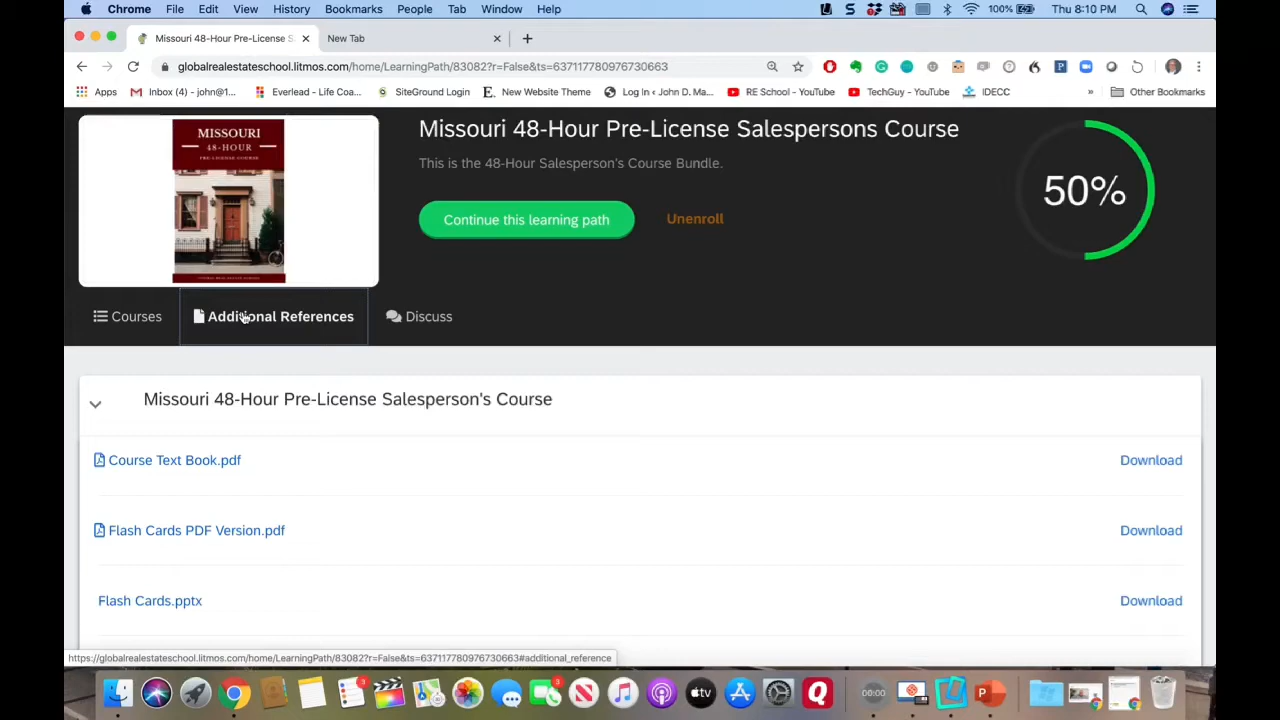 Chrome File Edit View History Bookmarks People Tab Window Help 100% Thu 8:10 PM
Missouri 48-Hour Pre-License S New Tab
globalrealestateschool.litmos.com/home/LearningPath/83082?r=False&ts=637117780976730663
Apps Inbox (4) - john@1... Everlead - Life Coa... SiteGround Login New Website Theme Log In ‹ John D. Ma... RE School - YouTube TechGuy - YouTube IDECC » Other Bookmarks
MISSOURI
48-HOUR
PRE-LICENSE COURSE
Missouri 48-Hour Pre-License Salespersons Course
This is the 48-Hour Salesperson's Course Bundle.
Continue this learning path Unenroll
50%
Courses Additional References Discuss
Missouri 48-Hour Pre-License Salesperson's Course
Course Text Book.pdf Download
Flash Cards PDF Version.pdf Download
Flash Cards.pptx Download
https://globalrealestateschool.litmos.com/home/LearningPath/83082?r=False&ts=637117780976730663#additional_reference
3 3 tv 00:00